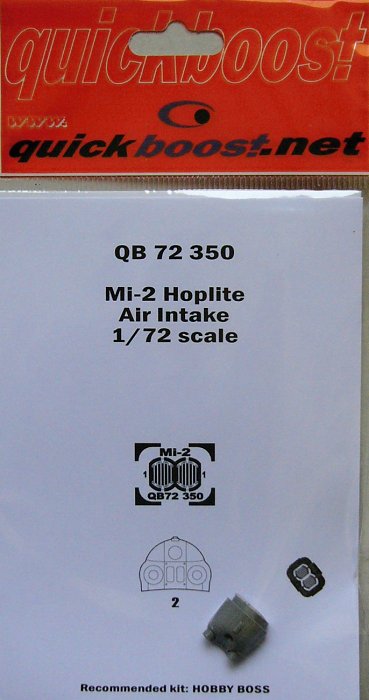 quickboost
www.
quickboost.net
QB 72 350
Mi-2 Hoplite
Air Intake
1/72 scale
Mi-2
1 1
QB72 350
2
Recommended kit: HOBBY BOSS